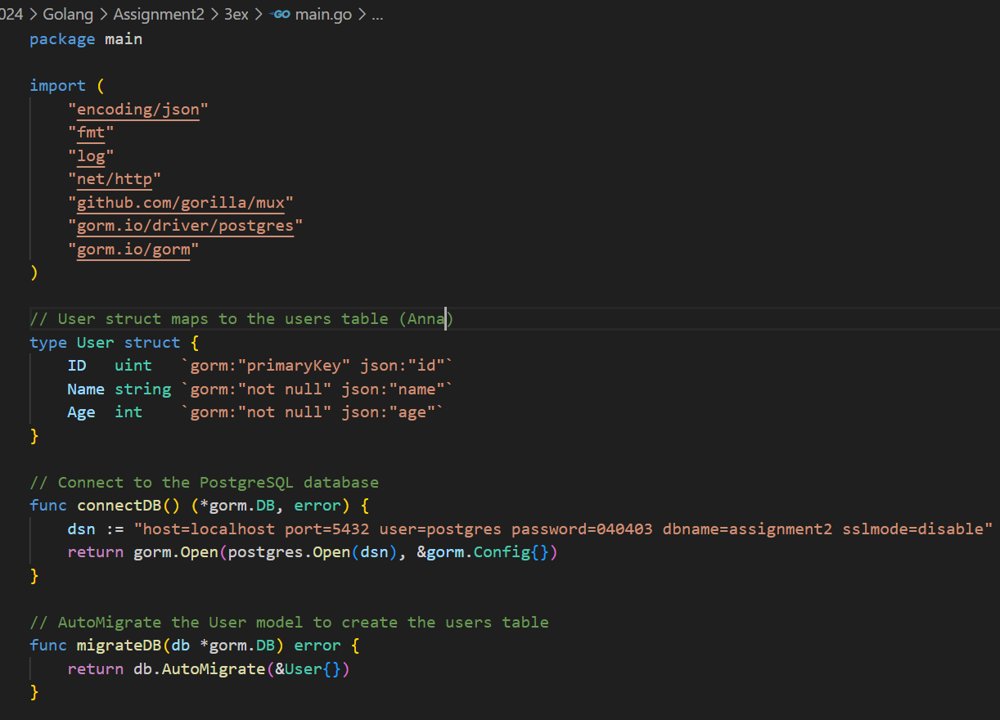 024 > Golang > Assignment2 > 3ex > GO main.go > ...
package main
import (
"encoding/json"
"fmt"
"log"
"net/http"
"github.com/gorilla/mux"
"gorm.io/driver/postgres"
"gorm.io/gorm"
)
// User struct maps to the users table (Anna)
type User struct {
ID   uint   `gorm:"primaryKey" json:"id"`
Name string `gorm:"not null" json:"name"`
Age  int    `gorm:"not null" json:"age"`
}
// Connect to the PostgreSQL database
func connectDB() (*gorm.DB, error) {
dsn := "host=localhost port=5432 user=postgres password=040403 dbname=assignment2 sslmode=disable"
return gorm.Open(postgres.Open(dsn), &gorm.Config{})
}
// AutoMigrate the User model to create the users table
func migrateDB(db *gorm.DB) error {
return db.AutoMigrate(&User{})
}